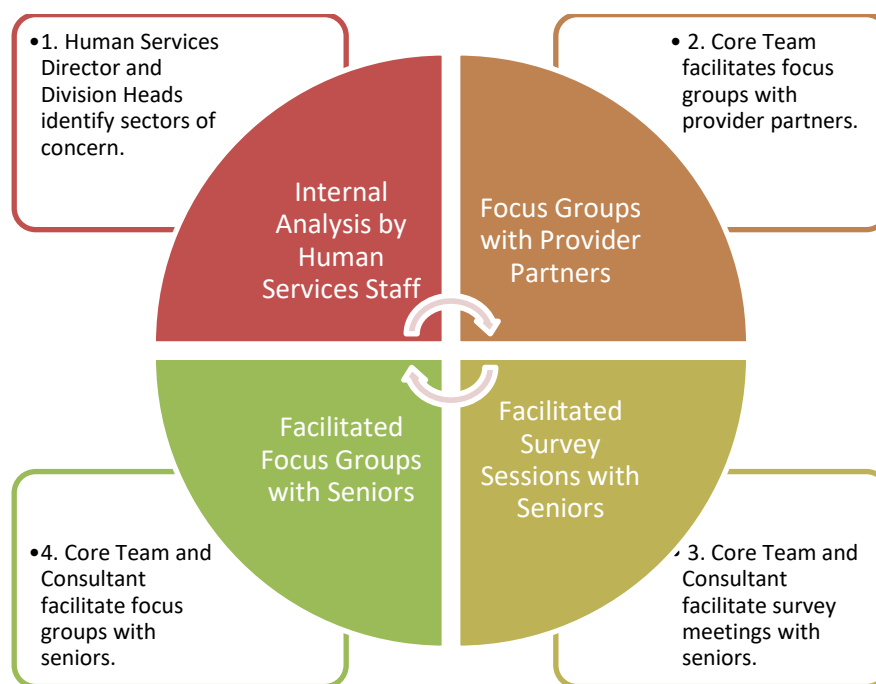 •1. Human Services
Director and
Division Heads
identify sectors of
concern.
• 2. Core Team
facilitates focus
groups with
provider partners.
Internal
Analysis by
Human
Services Staff
Focus Groups
with Provider
Partners
Facilitated
Focus Groups
with Seniors
Facilitated
Survey
Sessions with
Seniors
•4. Core Team and
Consultant
facilitate focus
groups with
seniors.
• 3. Core Team and
Consultant
facilitate survey
meetings with
seniors.